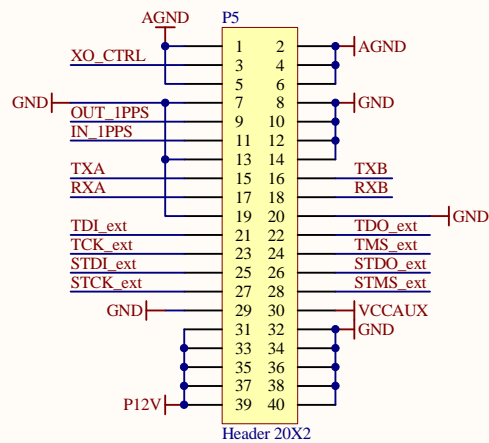 P5
AGND
1 2 AGND
XO_CTRL 3 4
5 6
GND 7 8 GND
OUT_1PPS 9 10
IN_1PPS 11 12
13 14
TXA 15 16 TXB
RXA 17 18 RXB
19 20 GND
TDI_ext 21 22 TDO_ext
TCK_ext 23 24 TMS_ext
STDI_ext 25 26 STDO_ext
STCK_ext 27 28 STMS_ext
GND 29 30 VCCAUX
31 32 GND
33 34
35 36
37 38
P12V 39 40
Header 20X2